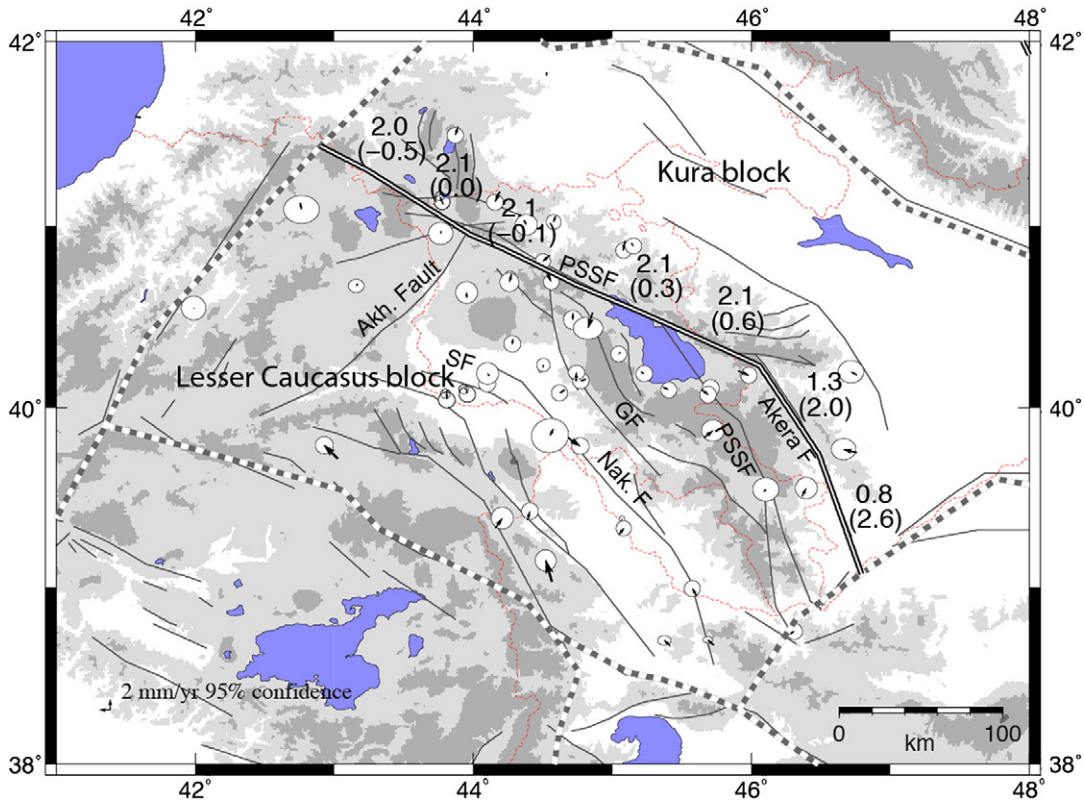 42° 44° 46° 48°
42° 42°
2.0
(−0.5)
2.1
(0.0)
Kura block
2.1
(−0.1)
PSSF
2.1
(0.3)
2.1
(0.6)
Akh. Fault
SF
Lesser Caucasus block
1.3
(2.0)
40° 40°
GF
Akera F
PSSF
Nak. F
0.8
(2.6)
2 mm/yr 95% confidence
0 100
km
38° 38°
42° 44° 46° 48°